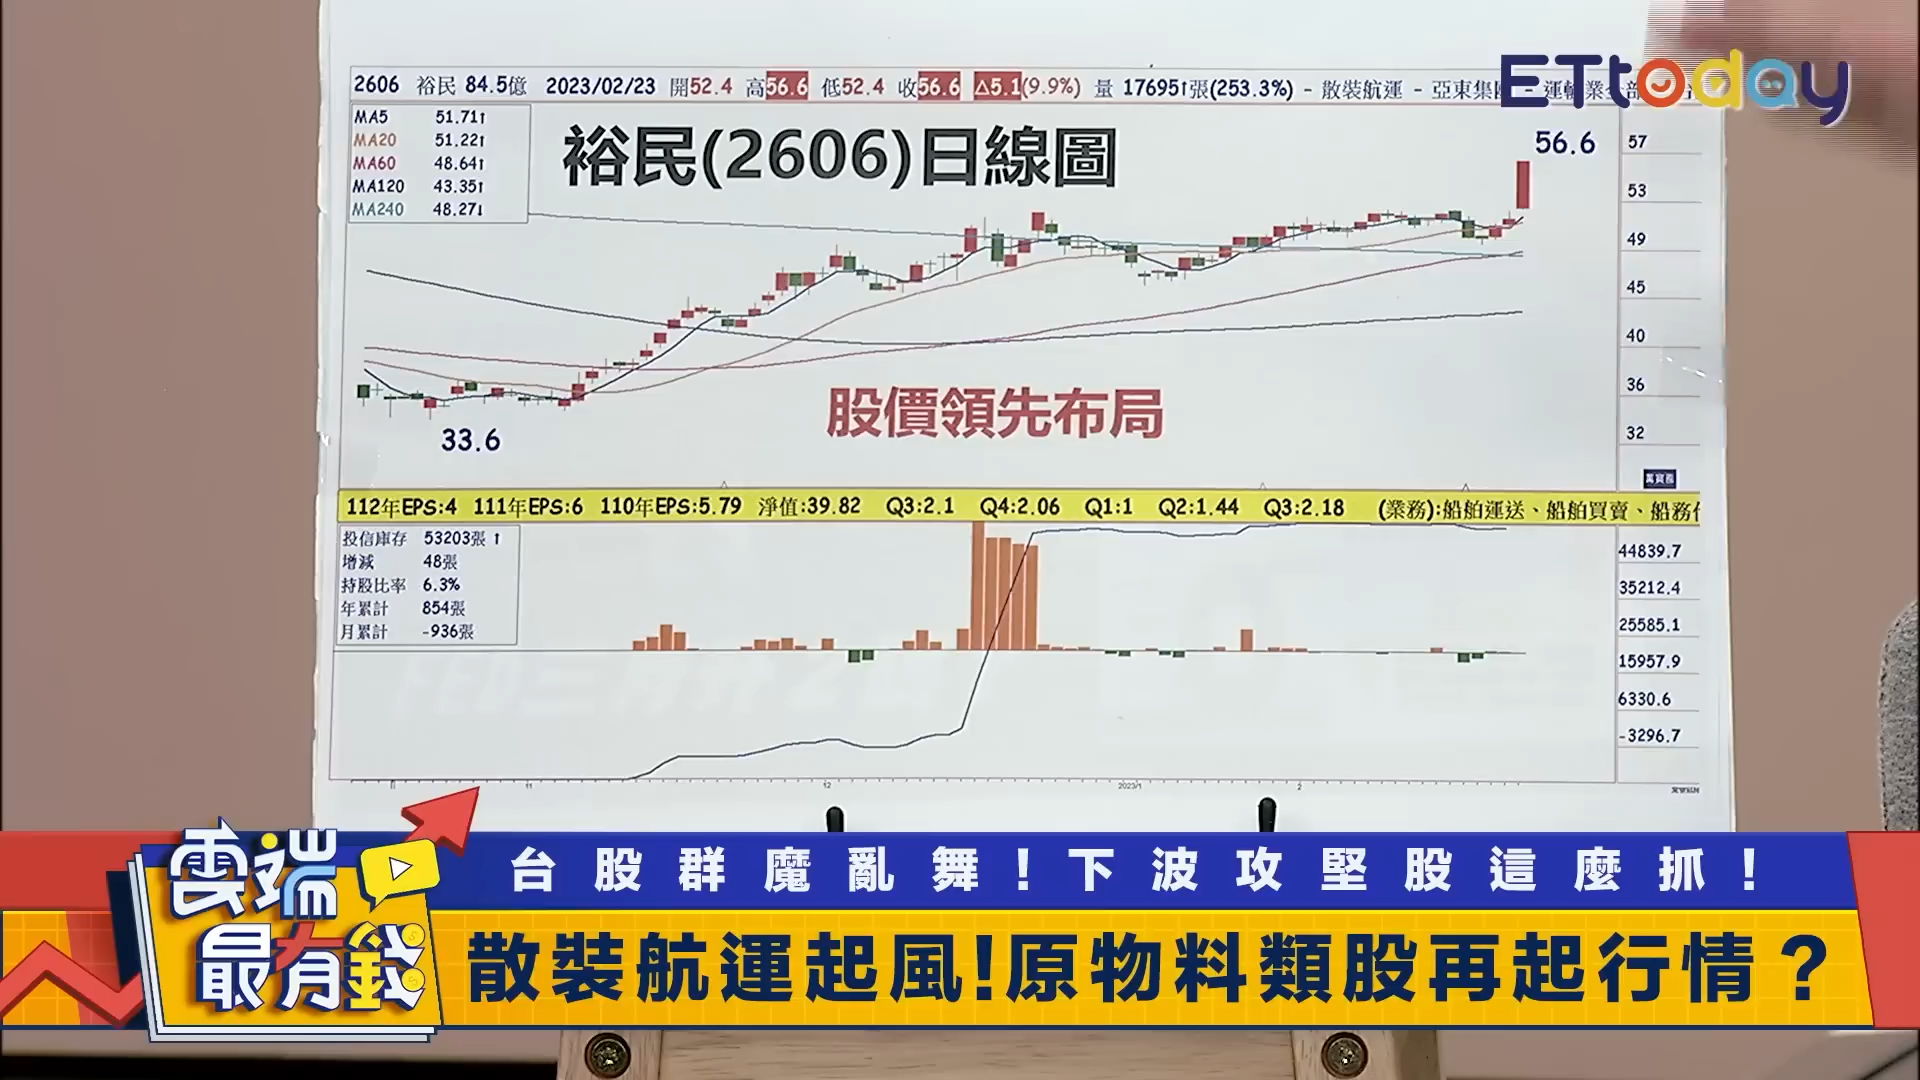 ETtoday
2606 裕民 84.5億 2023/02/23 開52.4 高56.6 低52.4 收56.6 △5.1(9.9%) 量 17695↑張(253.3%) - 散裝航運 - 亞東集團 - 運輸業
MA5 51.71↑
MA20 51.22↑
MA60 48.64↑
MA120 43.35↑
MA240 48.27↓
裕民(2606)日線圖
56.6
57
53
49
45
40
36
32
股價領先布局
33.6
112年EPS:4 111年EPS:6 110年EPS:5.79 淨值:39.82 Q3:2.1 Q4:2.06 Q1:1 Q2:1.44 Q3:2.18 (業務):船舶運送、船舶買賣、船務
投信庫存 53203張 ↑
增減 48張
持股比率 6.3%
年累計 854張
月累計 -936張
44839.7
35212.4
25585.1
15957.9
6330.6
-3296.7
11 12 2023/1 2
雲端最有錢
台股群魔亂舞!下波攻堅股這麼抓!
散裝航運起風!原物料類股再起行情?